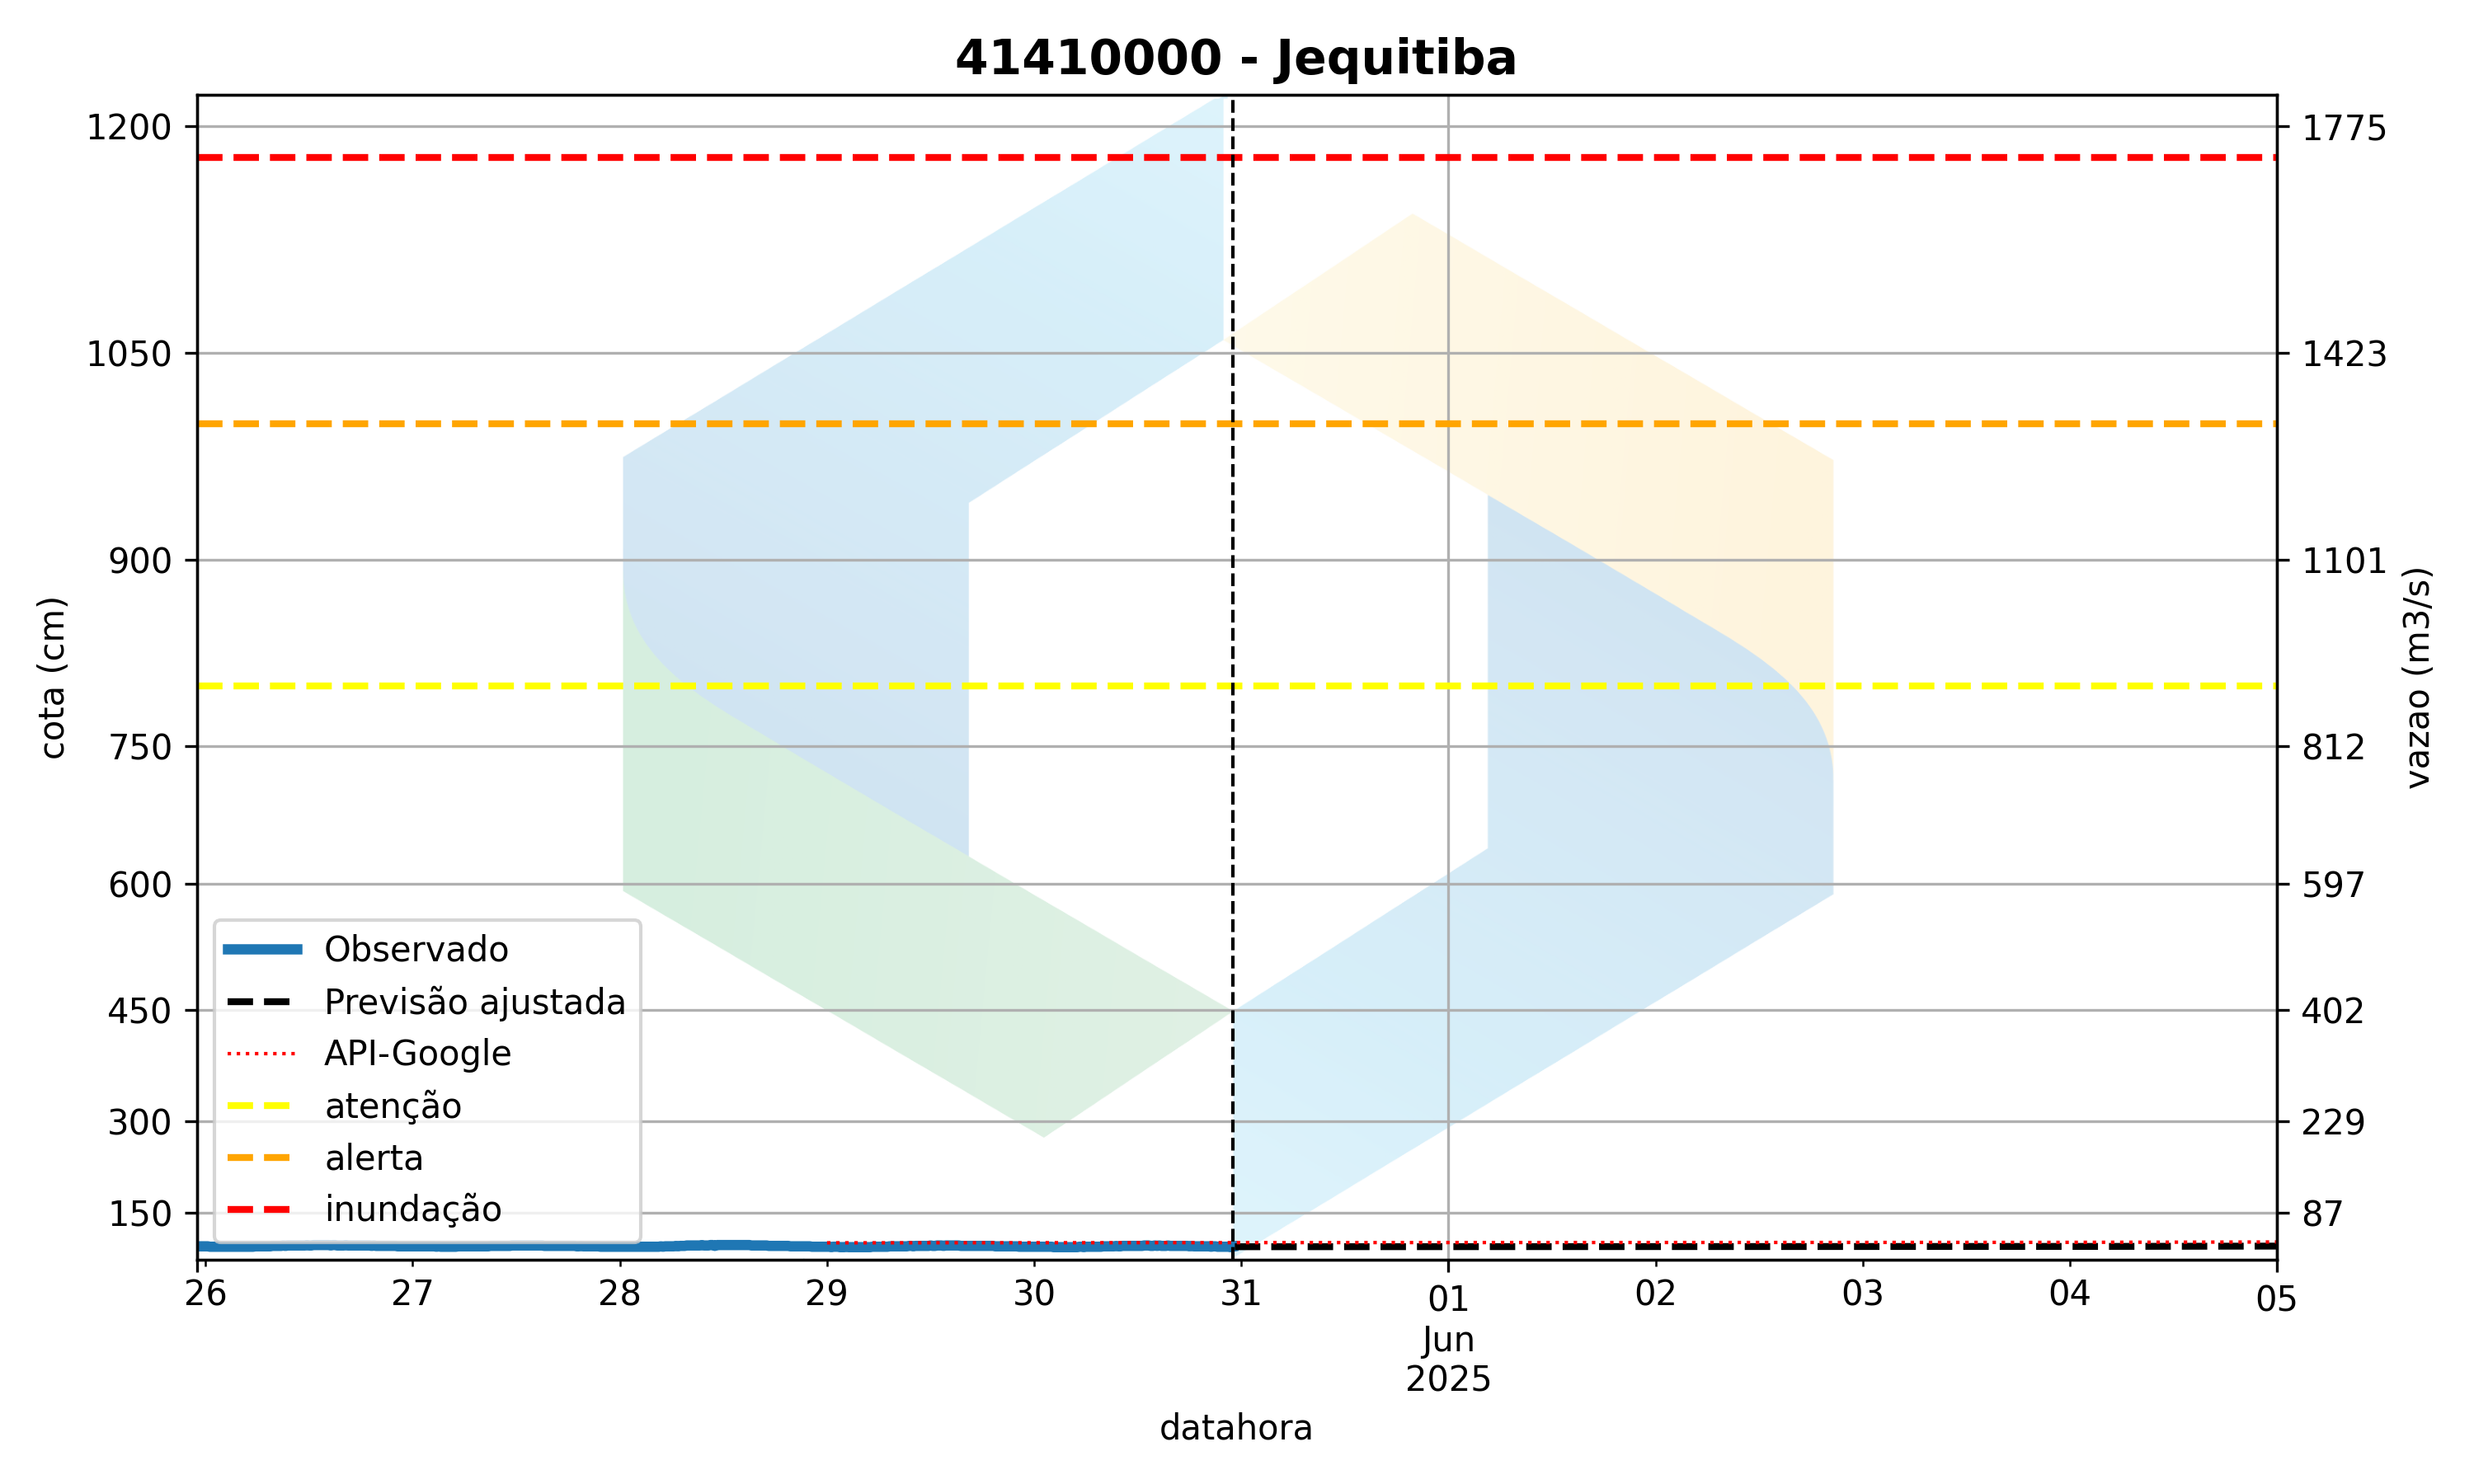 41410000 - Jequitiba
1200
1050
900
750
600
450
300
150
cota (cm)
1775
1423
1101
812
597
402
229
87
vazao (m3/s)
Observado
Previsão ajustada
API-Google
atenção
alerta
inundação
26 27 28 29 30 31 01 02 03 04 05
Jun
2025
datahora